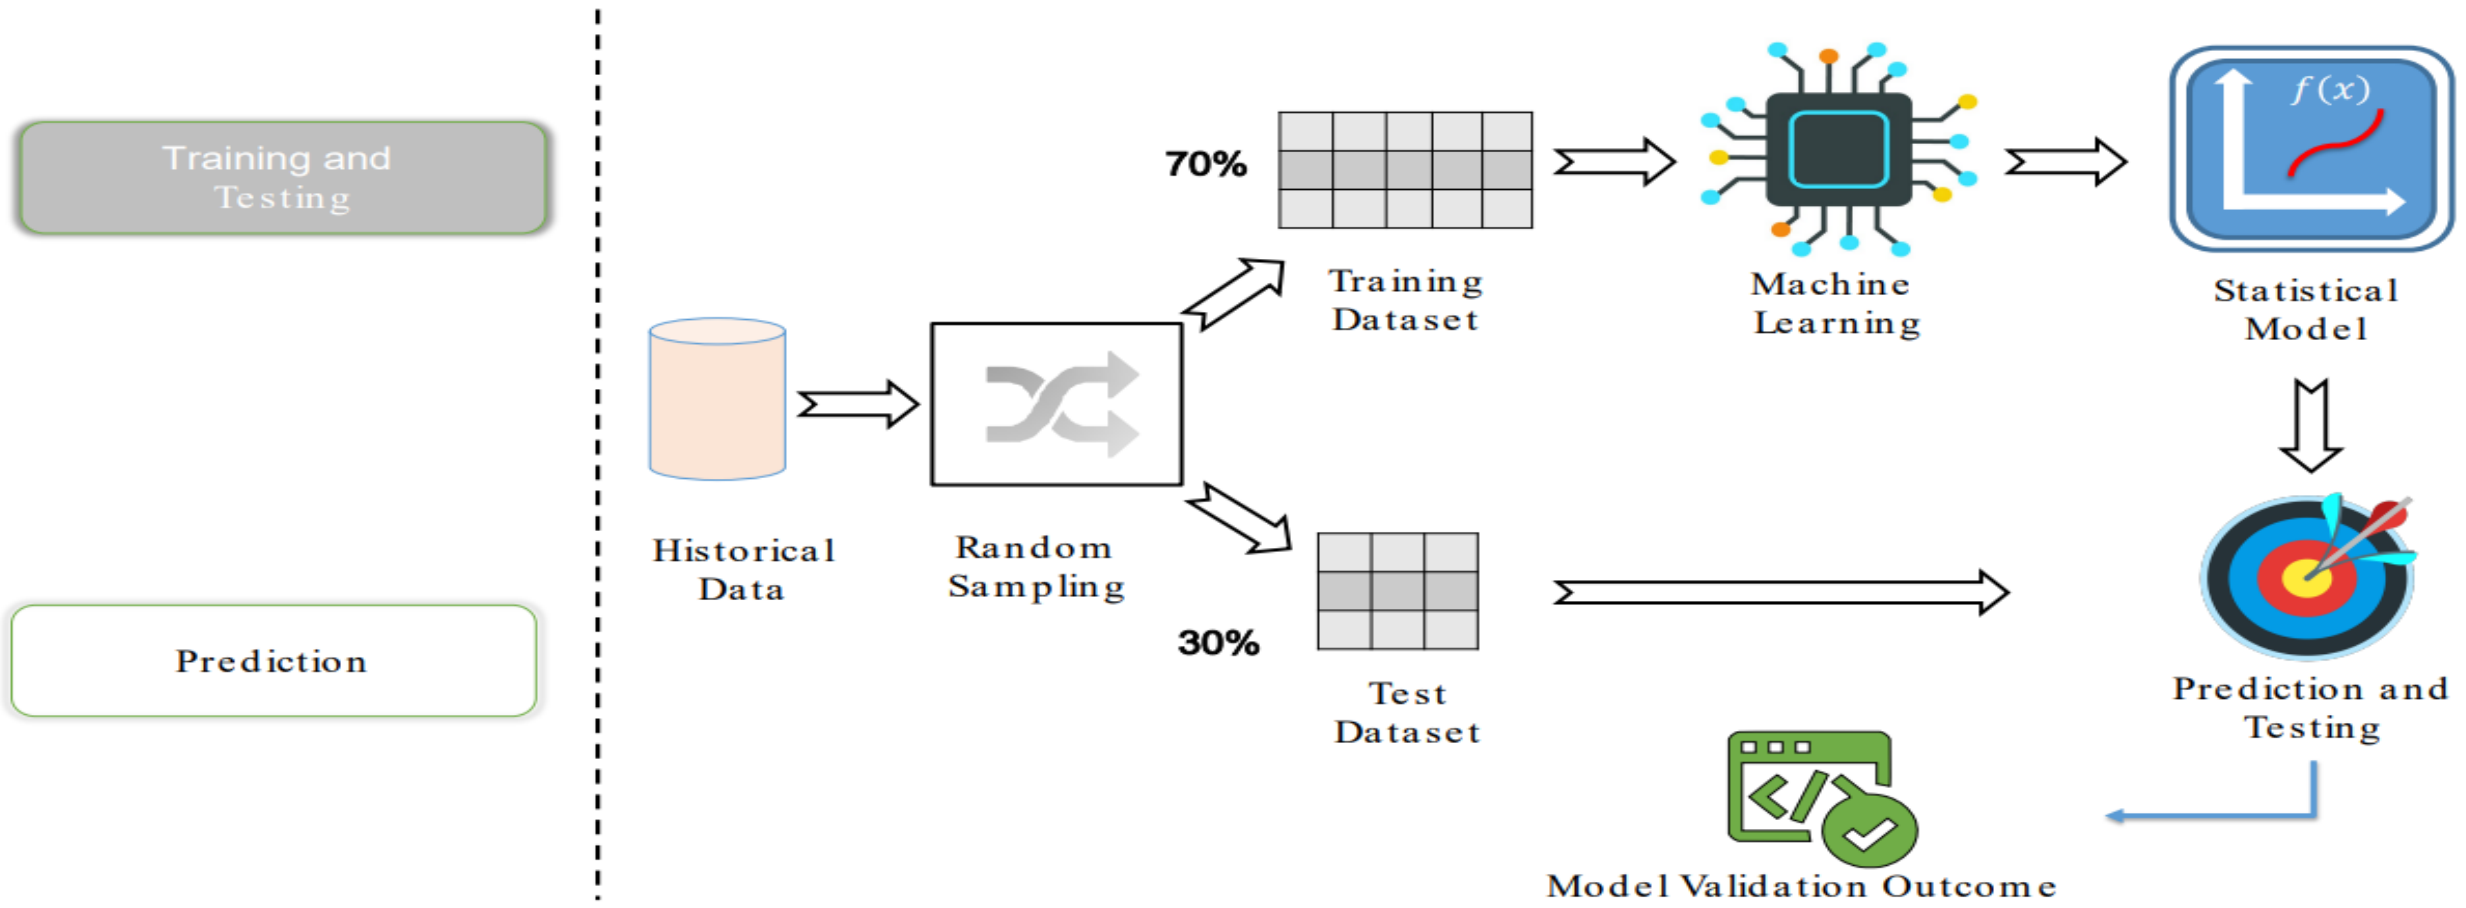 Training and
Testing
Prediction
Historical
Data
Random
Sampling
70%
Training
Dataset
30%
Test
Dataset
Machine
Learning
f(x)
Statistical
Model
Prediction and
Testing
Model Validation Outcome